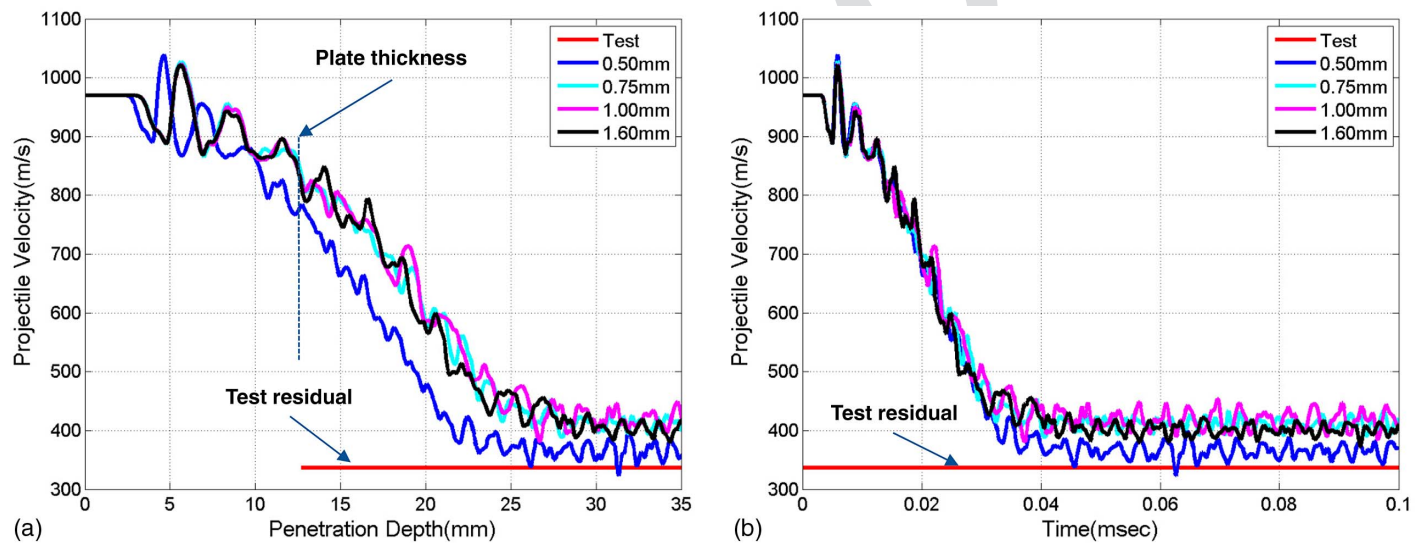 1100
1000
900
800
700
600
500
400
300
Projectile Velocity(m/s)
Plate thickness
Test residual
Test
0.50mm
0.75mm
1.00mm
1.60mm
0 5 10 15 20 25 30 35
Penetration Depth(mm)
(a)
1100
1000
900
800
700
600
500
400
300
Projectile Velocity(m/s)
Test residual
Test
0.50mm
0.75mm
1.00mm
1.60mm
0 0.02 0.04 0.06 0.08 0.1
Time(msec)
(b)